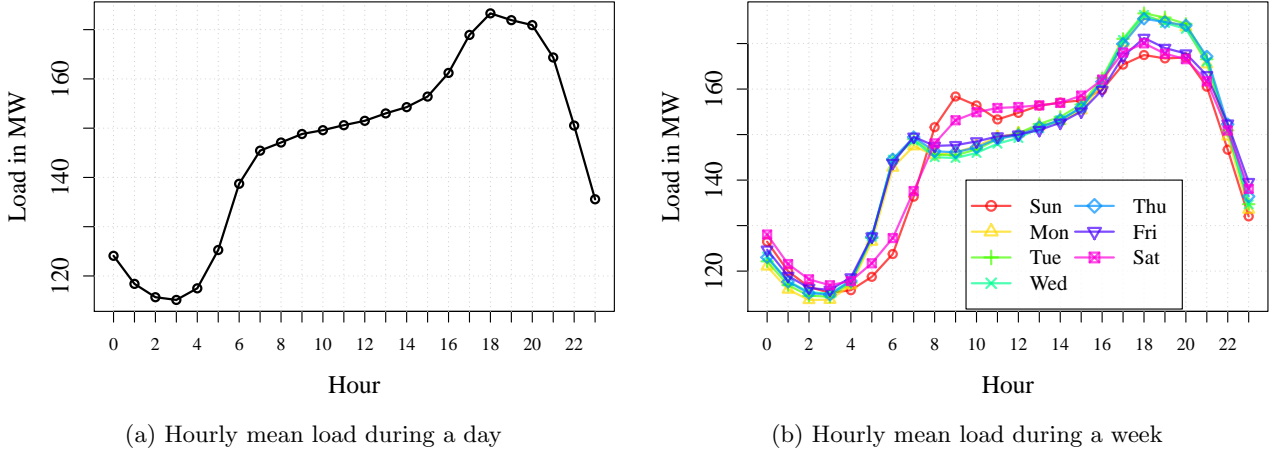 Load in MW
120 140 160
0 2 4 6 8 10 12 14 16 18 20 22
Hour
(a) Hourly mean load during a day
Load in MW
120 140 160
Sun Thu
Mon Fri
Tue Sat
Wed
0 2 4 6 8 10 12 14 16 18 20 22
Hour
(b) Hourly mean load during a week